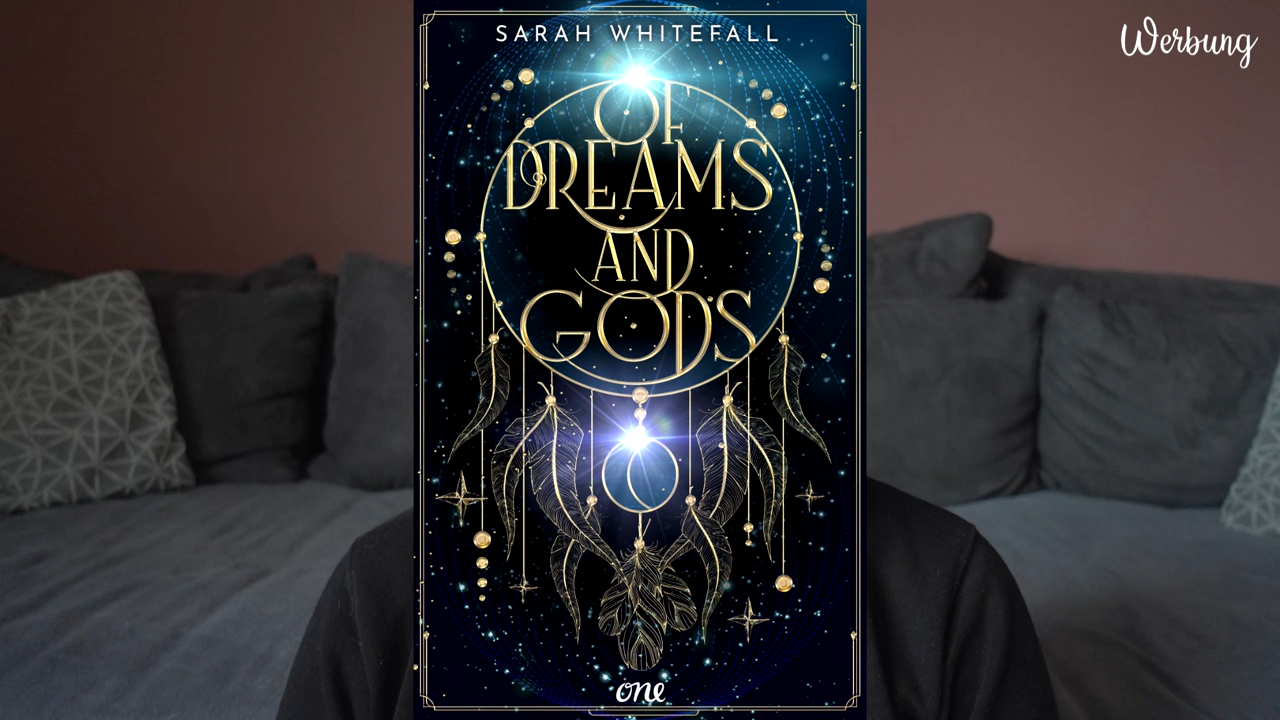 Werbung
SARAH WHITEFALL
OF
DREAMS
AND
GODS
one